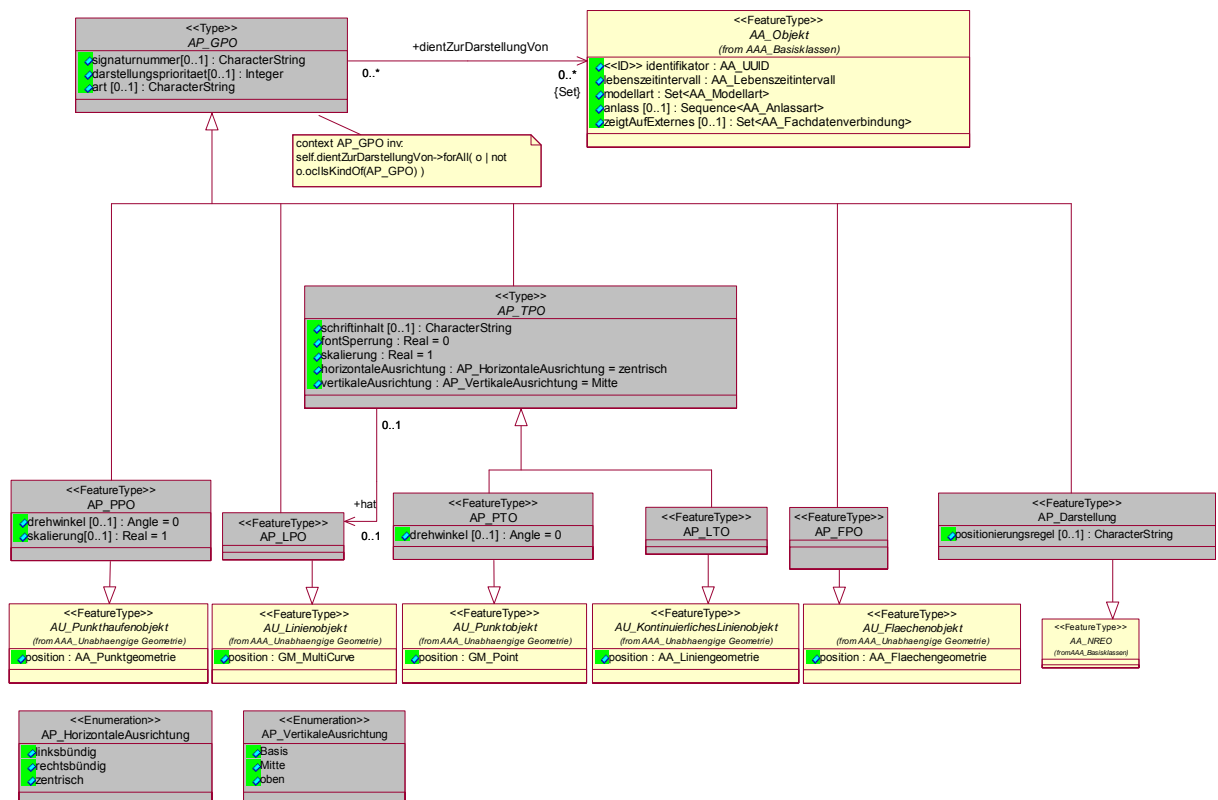 <<Type>>
AP_GPO
signaturnummer[0..1] : CharacterString
darstellungsprioritaet[0..1] : Integer
art [0..1] : CharacterString
+dientZurDarstellungVon
0..*
0..*
{Set}
<<FeatureType>>
AA_Objekt
(from AAA_Basisklassen)
<<ID>> identifikator : AA_UUID
lebenszeitintervall : AA_Lebenszeitintervall
modellart : Set<AA_Modellart>
anlass [0..1] : Sequence<AA_Anlassart>
zeigtAufExternes [0..1] : Set<AA_Fachdatenverbindung>
context AP_GPO inv:
self.dientZurDarstellungVon->forAll( o | not
o.oclIsKindOf(AP_GPO) )
<<Type>>
AP_TPO
schriftinhalt [0..1] : CharacterString
fontSperrung : Real = 0
skalierung : Real = 1
horizontaleAusrichtung : AP_HorizontaleAusrichtung = zentrisch
vertikaleAusrichtung : AP_VertikaleAusrichtung = Mitte
0..1
+hat
0..1
<<FeatureType>>
AP_PPO
drehwinkel [0..1] : Angle = 0
skalierung[0..1] : Real = 1
<<FeatureType>>
AP_LPO
<<FeatureType>>
AP_PTO
drehwinkel [0..1] : Angle = 0
<<FeatureType>>
AP_LTO
<<FeatureType>>
AP_FPO
<<FeatureType>>
AP_Darstellung
positionierungsregel [0..1] : CharacterString
<<FeatureType>>
AU_Punkthaufenobjekt
(from AAA_Unabhaengige Geometrie)
position : AA_Punktgeometrie
<<FeatureType>>
AU_Linienobjekt
(from AAA_Unabhaengige Geometrie)
position : GM_MultiCurve
<<FeatureType>>
AU_Punktobjekt
(from AAA_Unabhaengige Geometrie)
position : GM_Point
<<FeatureType>>
AU_KontinuierlichesLinienobjekt
(from AAA_Unabhaengige Geometrie)
position : AA_Liniengeometrie
<<FeatureType>>
AU_Flaechenobjekt
(from AAA_Unabhaengige Geometrie)
position : AA_Flaechengeometrie
<<FeatureType>>
AA_NREO
(from AAA_Basisklassen)
<<Enumeration>>
AP_HorizontaleAusrichtung
linksbündig
rechtsbündig
zentrisch
<<Enumeration>>
AP_VertikaleAusrichtung
Basis
Mitte
oben